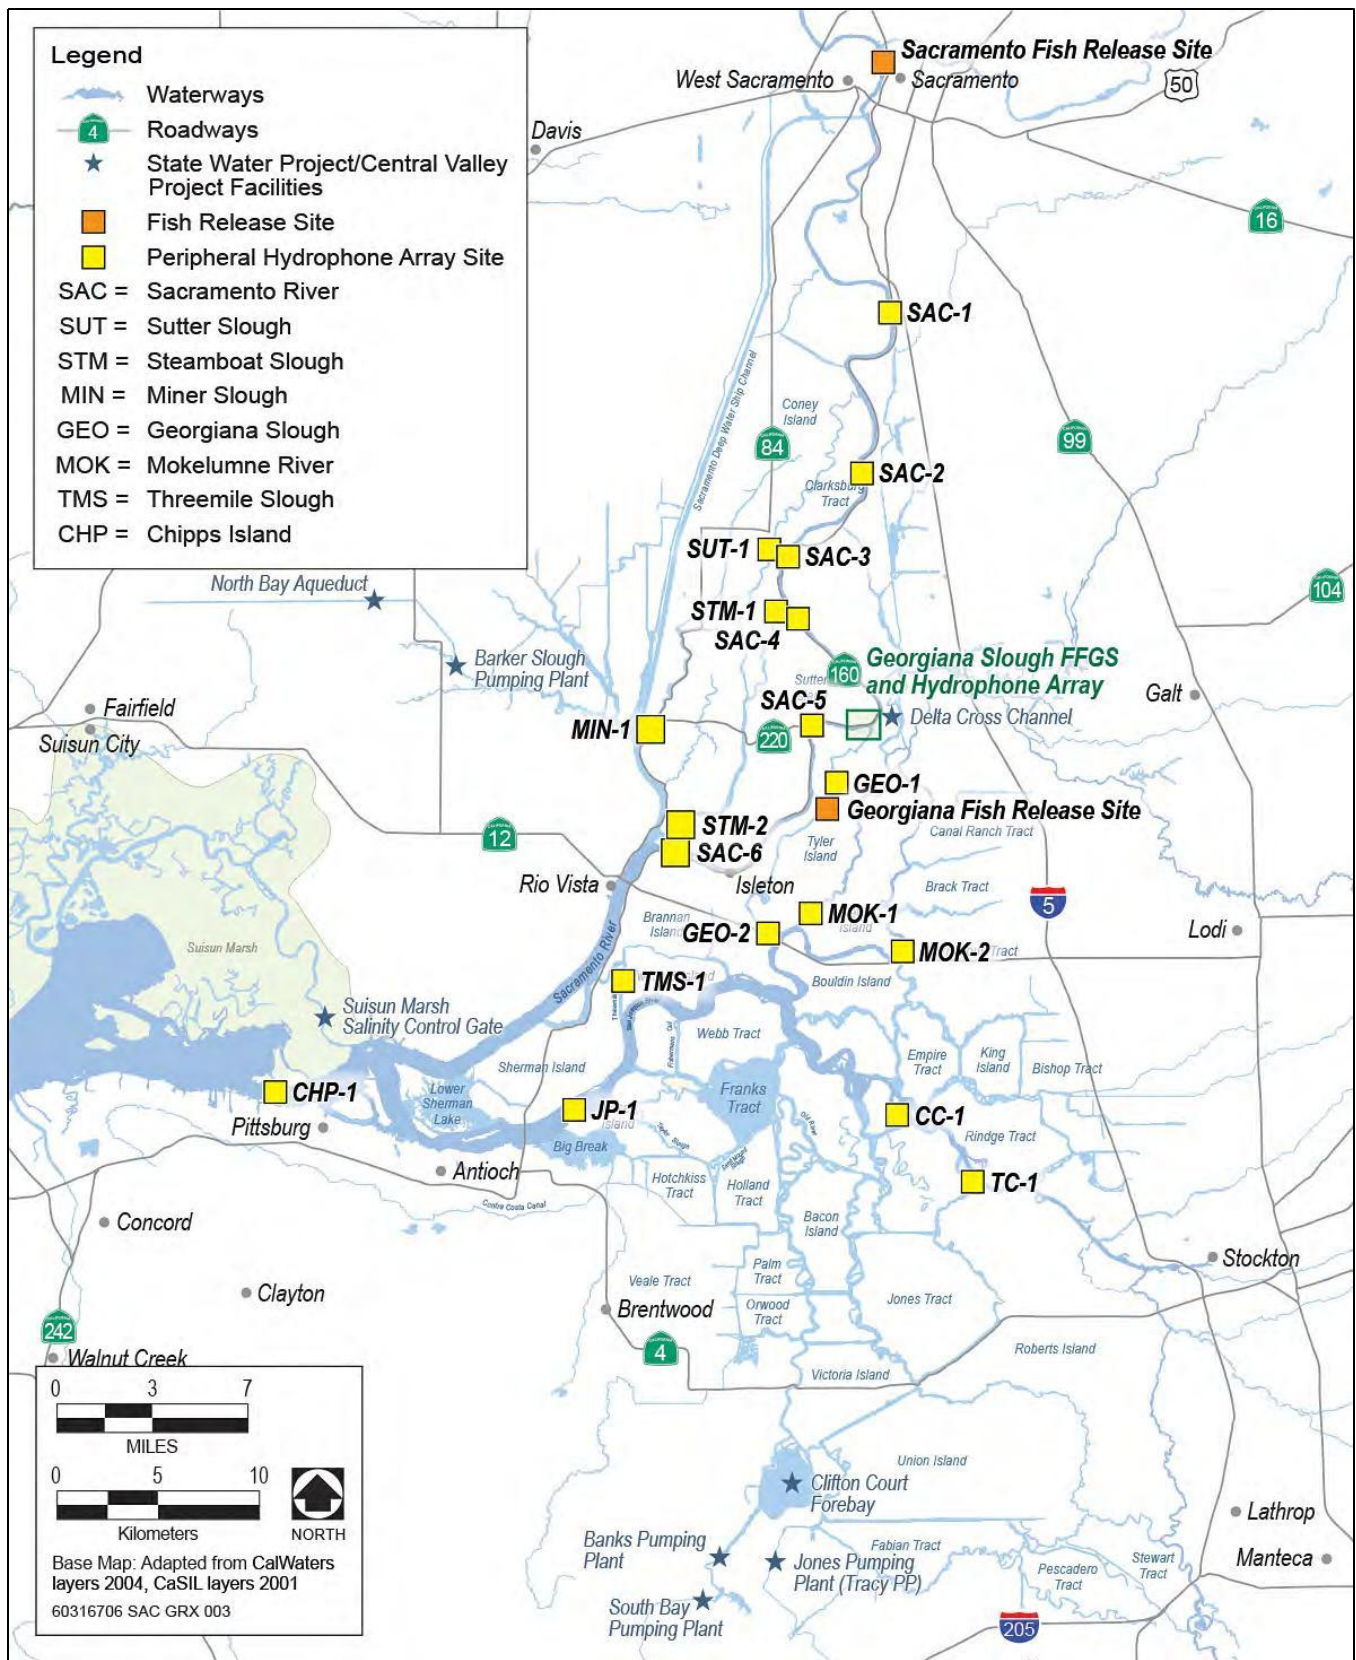 Legend
Waterways
4
Roadways
State Water Project/Central Valley
Project Facilities
Fish Release Site
Peripheral Hydrophone Array Site
SAC = Sacramento River
SUT = Sutter Slough
STM = Steamboat Slough
MIN = Miner Slough
GEO = Georgiana Slough
MOK = Mokelumne River
TMS = Threemile Slough
CHP = Chipps Island
Sacramento Fish Release Site
West Sacramento
Sacramento
50
Davis
16
SAC-1
Sacramento Deep Water Ship Channel
Coney
Island
84
99
SAC-2
Clarksburg
Tract
SUT-1
SAC-3
North Bay Aqueduct
104
STM-1
SAC-4
Barker Slough
Pumping Plant
160
Georgiana Slough FFGS
and Hydrophone Array
Sutter
Galt
SAC-5
Delta Cross Channel
Fairfield
Suisun City
MIN-1
220
GEO-1
Georgiana Fish Release Site
STM-2
SAC-6
12
Tyler
Island
Canal Ranch Tract
Rio Vista
Isleton
Brack Tract
5
Brannan
Island
MOK-1
Island
GEO-2
MOK-2
Tract
Lodi
Suisun Marsh
Sacramento River
TMS-1
Bouldin Island
Suisun Marsh
Salinity Control Gate
Webb Tract
Sherman Island
Empire
Tract
King
Island
Bishop Tract
CHP-1
Lower
Sherman
Lake
Franks
Tract
JP-1
Island
CC-1
Old River
Pittsburg
Big Break
Rindge Tract
Antioch
Hotchkiss
Tract
Holland
Tract
TC-1
Contra Costa Canal
Concord
Bacon
Island
Stockton
Clayton
Veale Tract
Palm
Tract
Brentwood
Orwood
Tract
Jones Tract
242
4
Walnut Creek
Roberts Island
Victoria Island
0 3 7
MILES
0 5 10
Kilometers
NORTH
Base Map: Adapted from CalWaters
layers 2004, CaSIL layers 2001
60316706 SAC GRX 003
Union Island
Clifton Court
Forebay
Lathrop
Banks Pumping
Plant
Fabian Tract
Jones Pumping
Plant (Tracy PP)
Pescadero
Tract
Stewart
Tract
Manteca
South Bay
Pumping Plant
205